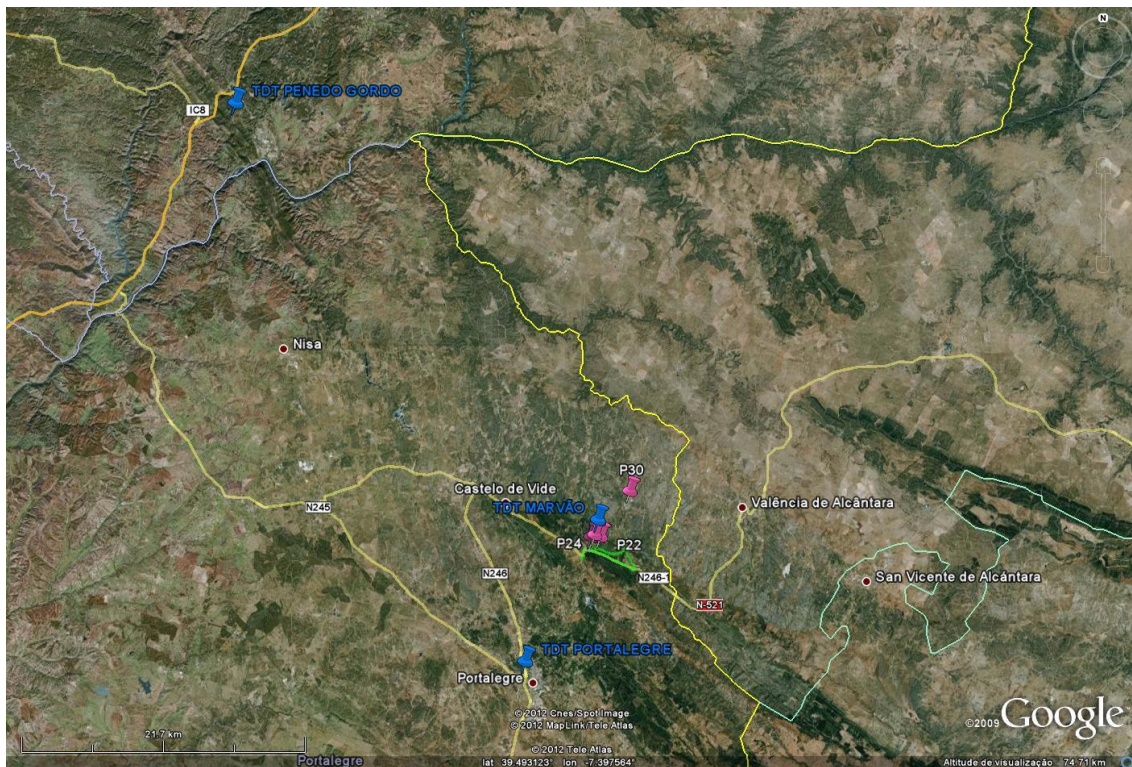 N
TDT PENEDO GORDO
IC8
Nisa
P30
Castelo de Vide
TDT MARVÃO
Valência de Alcântara
N245
P24
P22
N246
N246-1
San Vicente de Alcántara
N-521
TDT PORTALEGRE
Portalegre
© 2012 Cnes/Spot Image
© 2012 MapLink/Tele Atlas
©2009 Google
21.7 km
© 2012 Tele Atlas
Portalegre
lat 39.493123° lon -7.397564°
Altitude de visualização 74.71 km